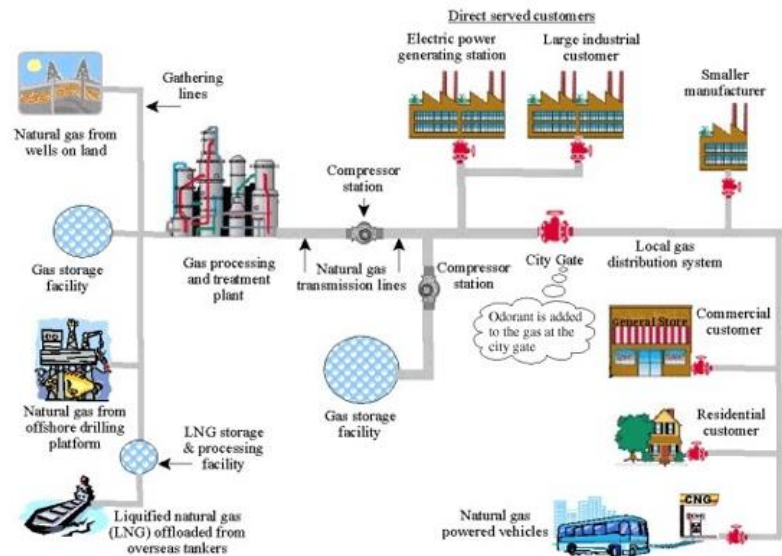 Direct served customers
Electric power
generating station
Large industrial
customer
Smaller
manufacturer
Gathering
lines
Natural gas from
wells on land
Compressor
station
Gas storage
facility
Gas processing
and treatment
plant
Natural gas
transmission lines
Compressor
station
City Gate
Local gas
distribution system
Odorant is added
to the gas at the
city gate
General Store
Commercial
customer
Gas storage
facility
Natural gas from
offshore drilling
platform
LNG storage
& processing
facility
Residential
customer
Liquified natural gas
(LNG) offloaded from
overseas tankers
Natural gas
powered vehicles
CNG